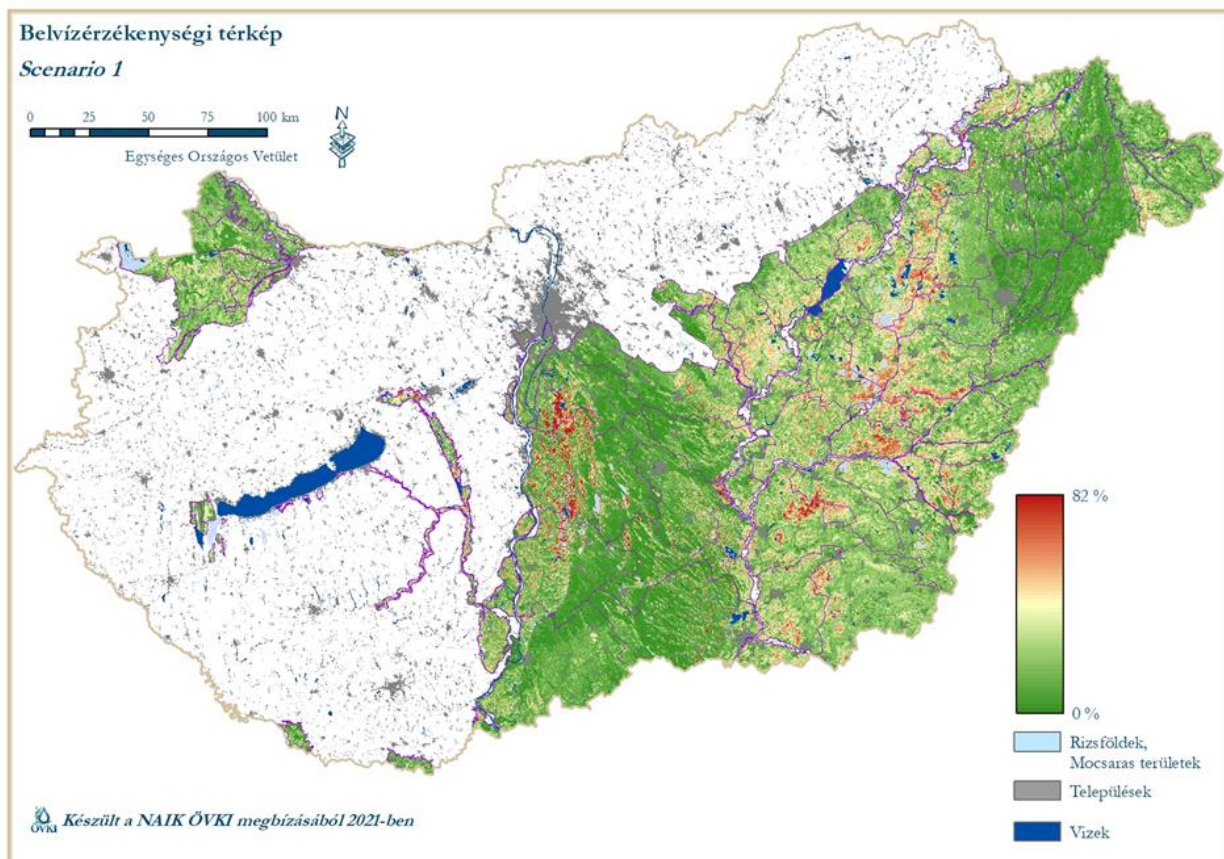 Belvízérzékenységi térkép
Scenario 1
0 25 50 75 100 km
N
Egységes Országos Vetület
82 %
0 %
Rizsföldek,
Mocsaras területek
Települések
Vizek
ÖVKI Készült a NAIK ÖVKI megbízásából 2021-ben